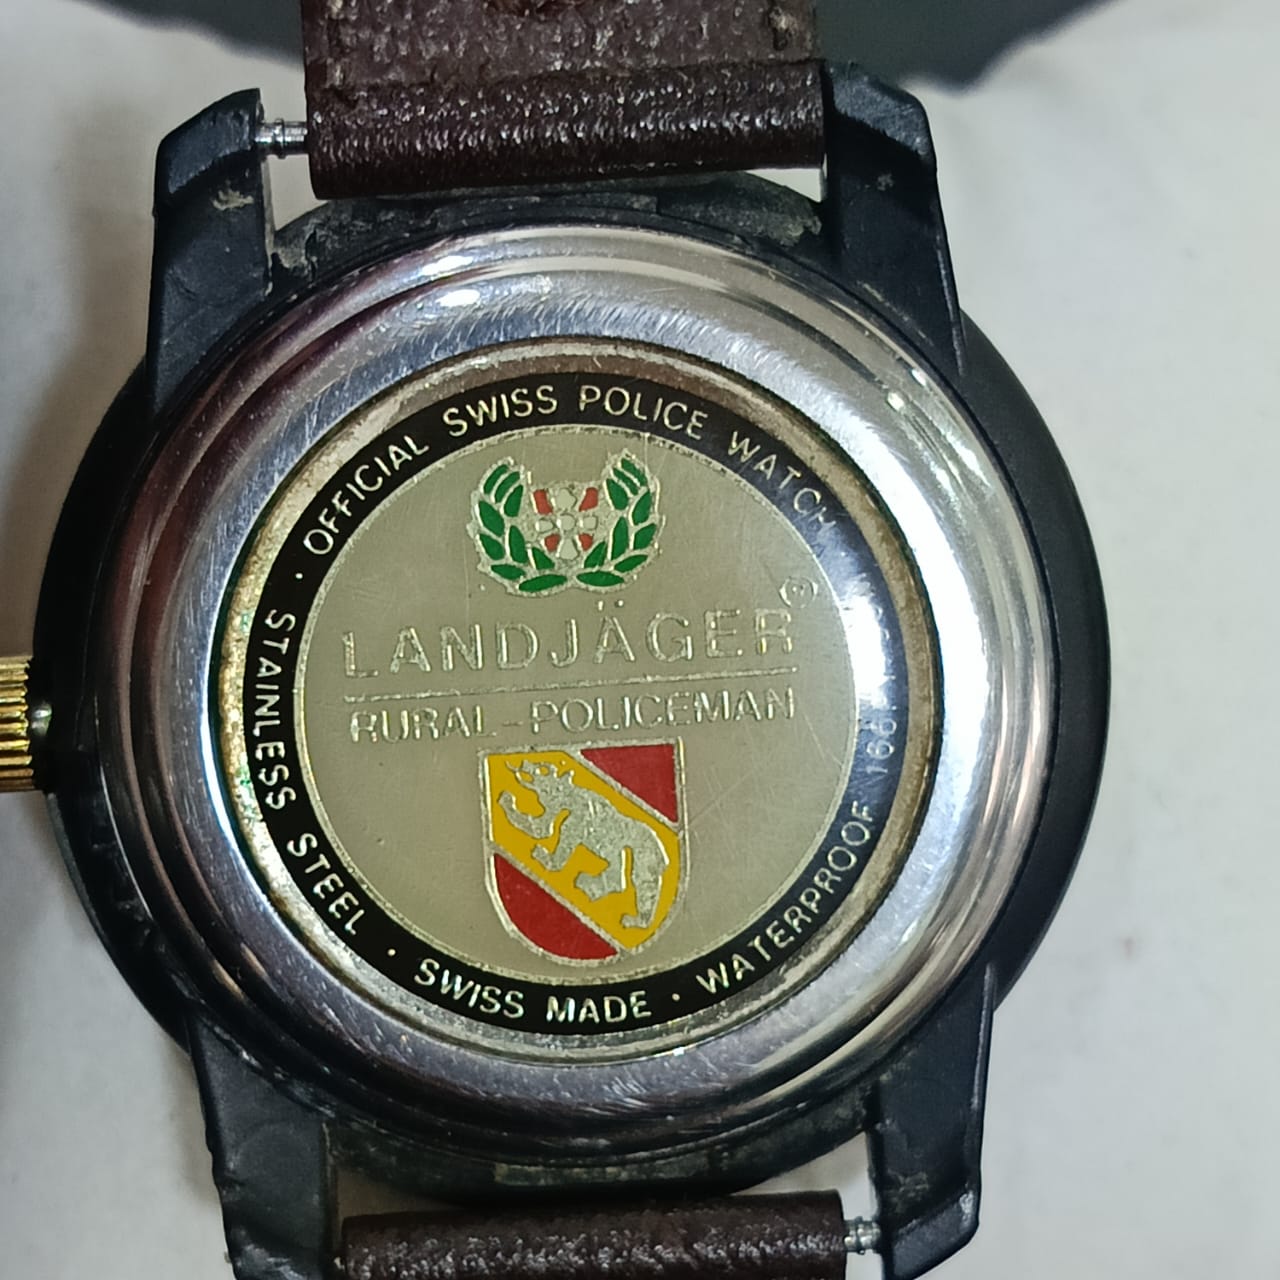 OFFICIAL SWISS POLICE WATCH
WATERPROOF
SWISS MADE ·
STAINLESS STEEL ·
LANDJÄGER®
RURAL-POLICEMAN